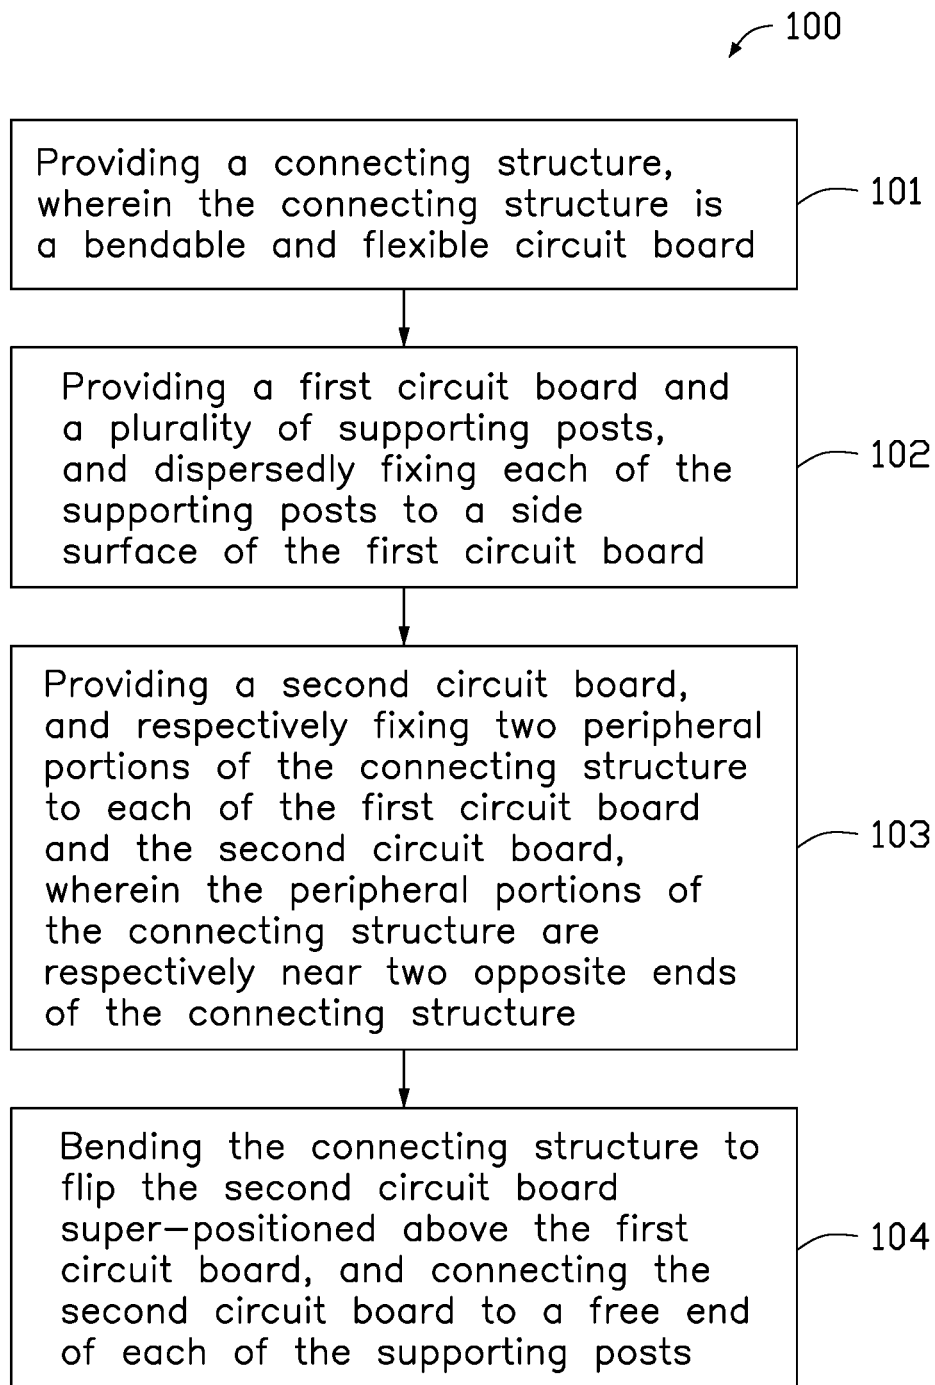 100
Providing a connecting structure,
wherein the connecting structure is
a bendable and flexible circuit board
101
Providing a first circuit board and
a plurality of supporting posts,
and dispersedly fixing each of the
supporting posts to a side
surface of the first circuit board
102
Providing a second circuit board,
and respectively fixing two peripheral
portions of the connecting structure
to each of the first circuit board
and the second circuit board,
wherein the peripheral portions of
the connecting structure are
respectively near two opposite ends
of the connecting structure
103
Bending the connecting structure to
flip the second circuit board
super-positioned above the first
circuit board, and connecting the
second circuit board to a free end
of each of the supporting posts
104